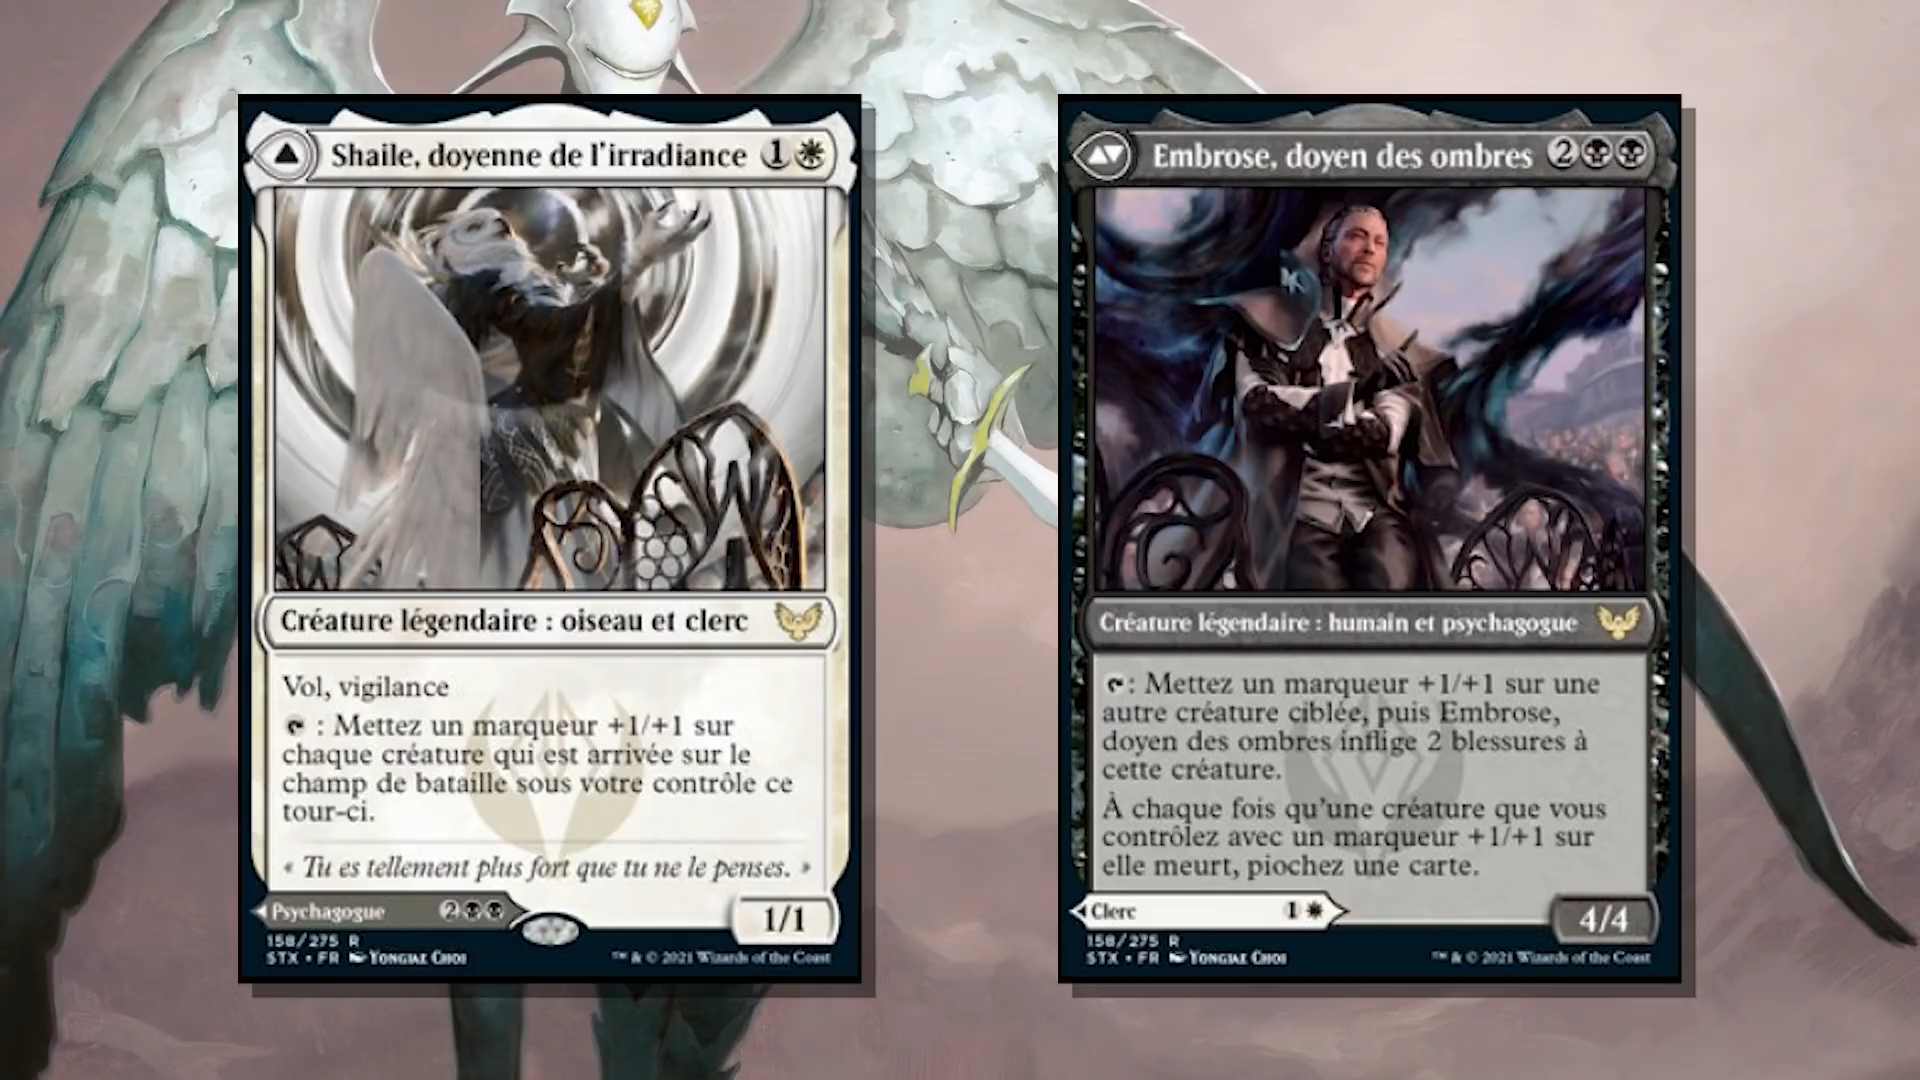 Shaile, doyenne de l'irradiance 1
Créature légendaire : oiseau et clerc
Vol, vigilance
: Mettez un marqueur +1/+1 sur
chaque créature qui est arrivée sur le
champ de bataille sous votre contrôle ce
tour-ci.
« Tu es tellement plus fort que tu ne le penses. »
Psychagogue 2
1/1
158/275 R
STX • FR Yongjae Choi
™ & © 2021 Wizards of the Coast
Embrose, doyen des ombres 2
Créature légendaire : humain et psychagogue
: Mettez un marqueur +1/+1 sur une
autre créature ciblée, puis Embrose,
doyen des ombres inflige 2 blessures à
cette créature.
À chaque fois qu'une créature que vous
contrôlez avec un marqueur +1/+1 sur
elle meurt, piochez une carte.
Clerc 1
4/4
158/275 R
STX • FR Yongjae Choi
™ & © 2021 Wizards of the Coast